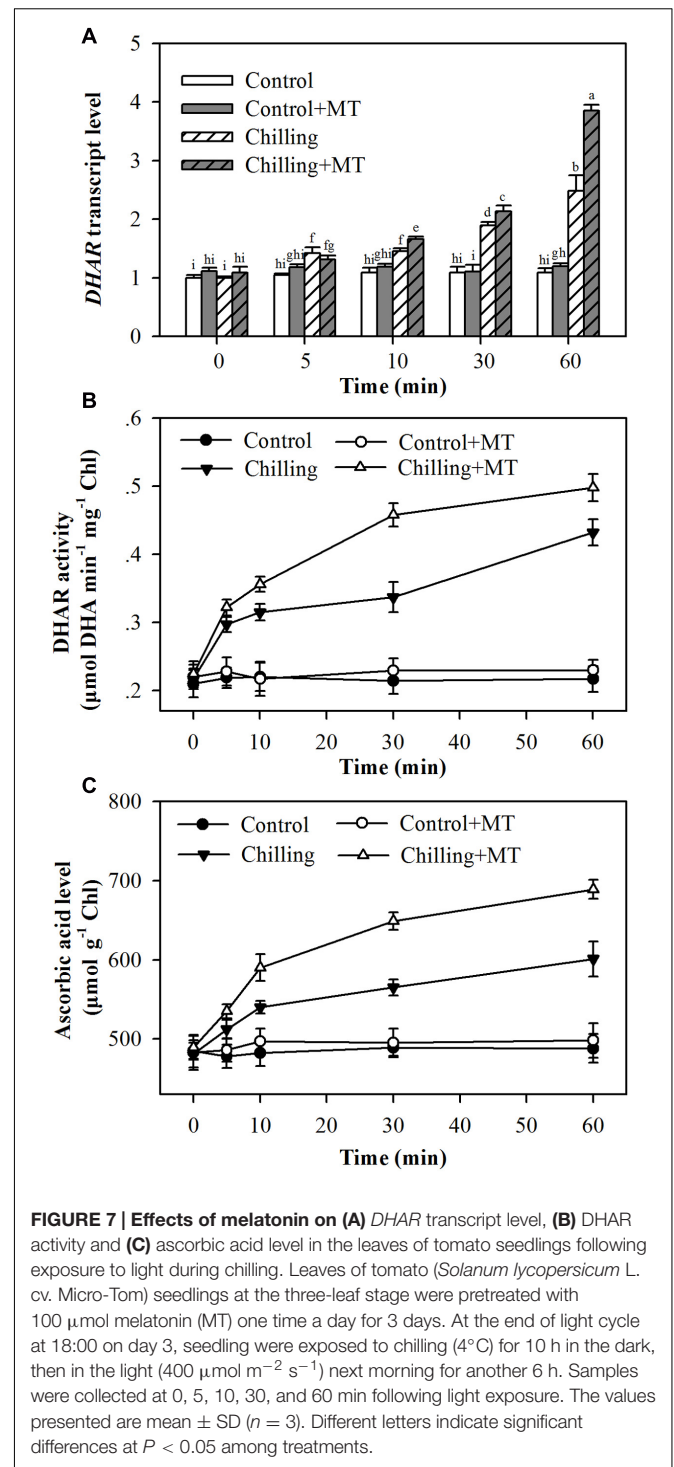 A
5
4
3
2
1
0
DHAR transcript level
Control
Control+MT
Chilling
Chilling+MT
i hi i hi
hi ghi f fg
hi ghi f e
hi i d c
hi gh b a
0 5 10 30 60
Time (min)
B
.6
.5
.4
.3
.2
DHAR activity
(μmol DHA min-1 mg-1 Chl)
Control Control+MT
Chilling Chilling+MT
0 10 20 30 40 50 60
Time (min)
C
800
700
600
500
Ascorbic acid level
(μmol g-1 Chl)
Control Control+MT
Chilling Chilling+MT
0 10 20 30 40 50 60
Time (min)
FIGURE 7 | Effects of melatonin on (A) DHAR transcript level, (B) DHAR
activity and (C) ascorbic acid level in the leaves of tomato seedlings following
exposure to light during chilling. Leaves of tomato (Solanum lycopersicum L.
cv. Micro-Tom) seedlings at the three-leaf stage were pretreated with
100 μmol melatonin (MT) one time a day for 3 days. At the end of light cycle
at 18:00 on day 3, seedling were exposed to chilling (4°C) for 10 h in the dark,
then in the light (400 μmol m−2 s−1) next morning for another 6 h. Samples
were collected at 0, 5, 10, 30, and 60 min following light exposure. The values
presented are mean ± SD (n = 3). Different letters indicate significant
differences at P < 0.05 among treatments.